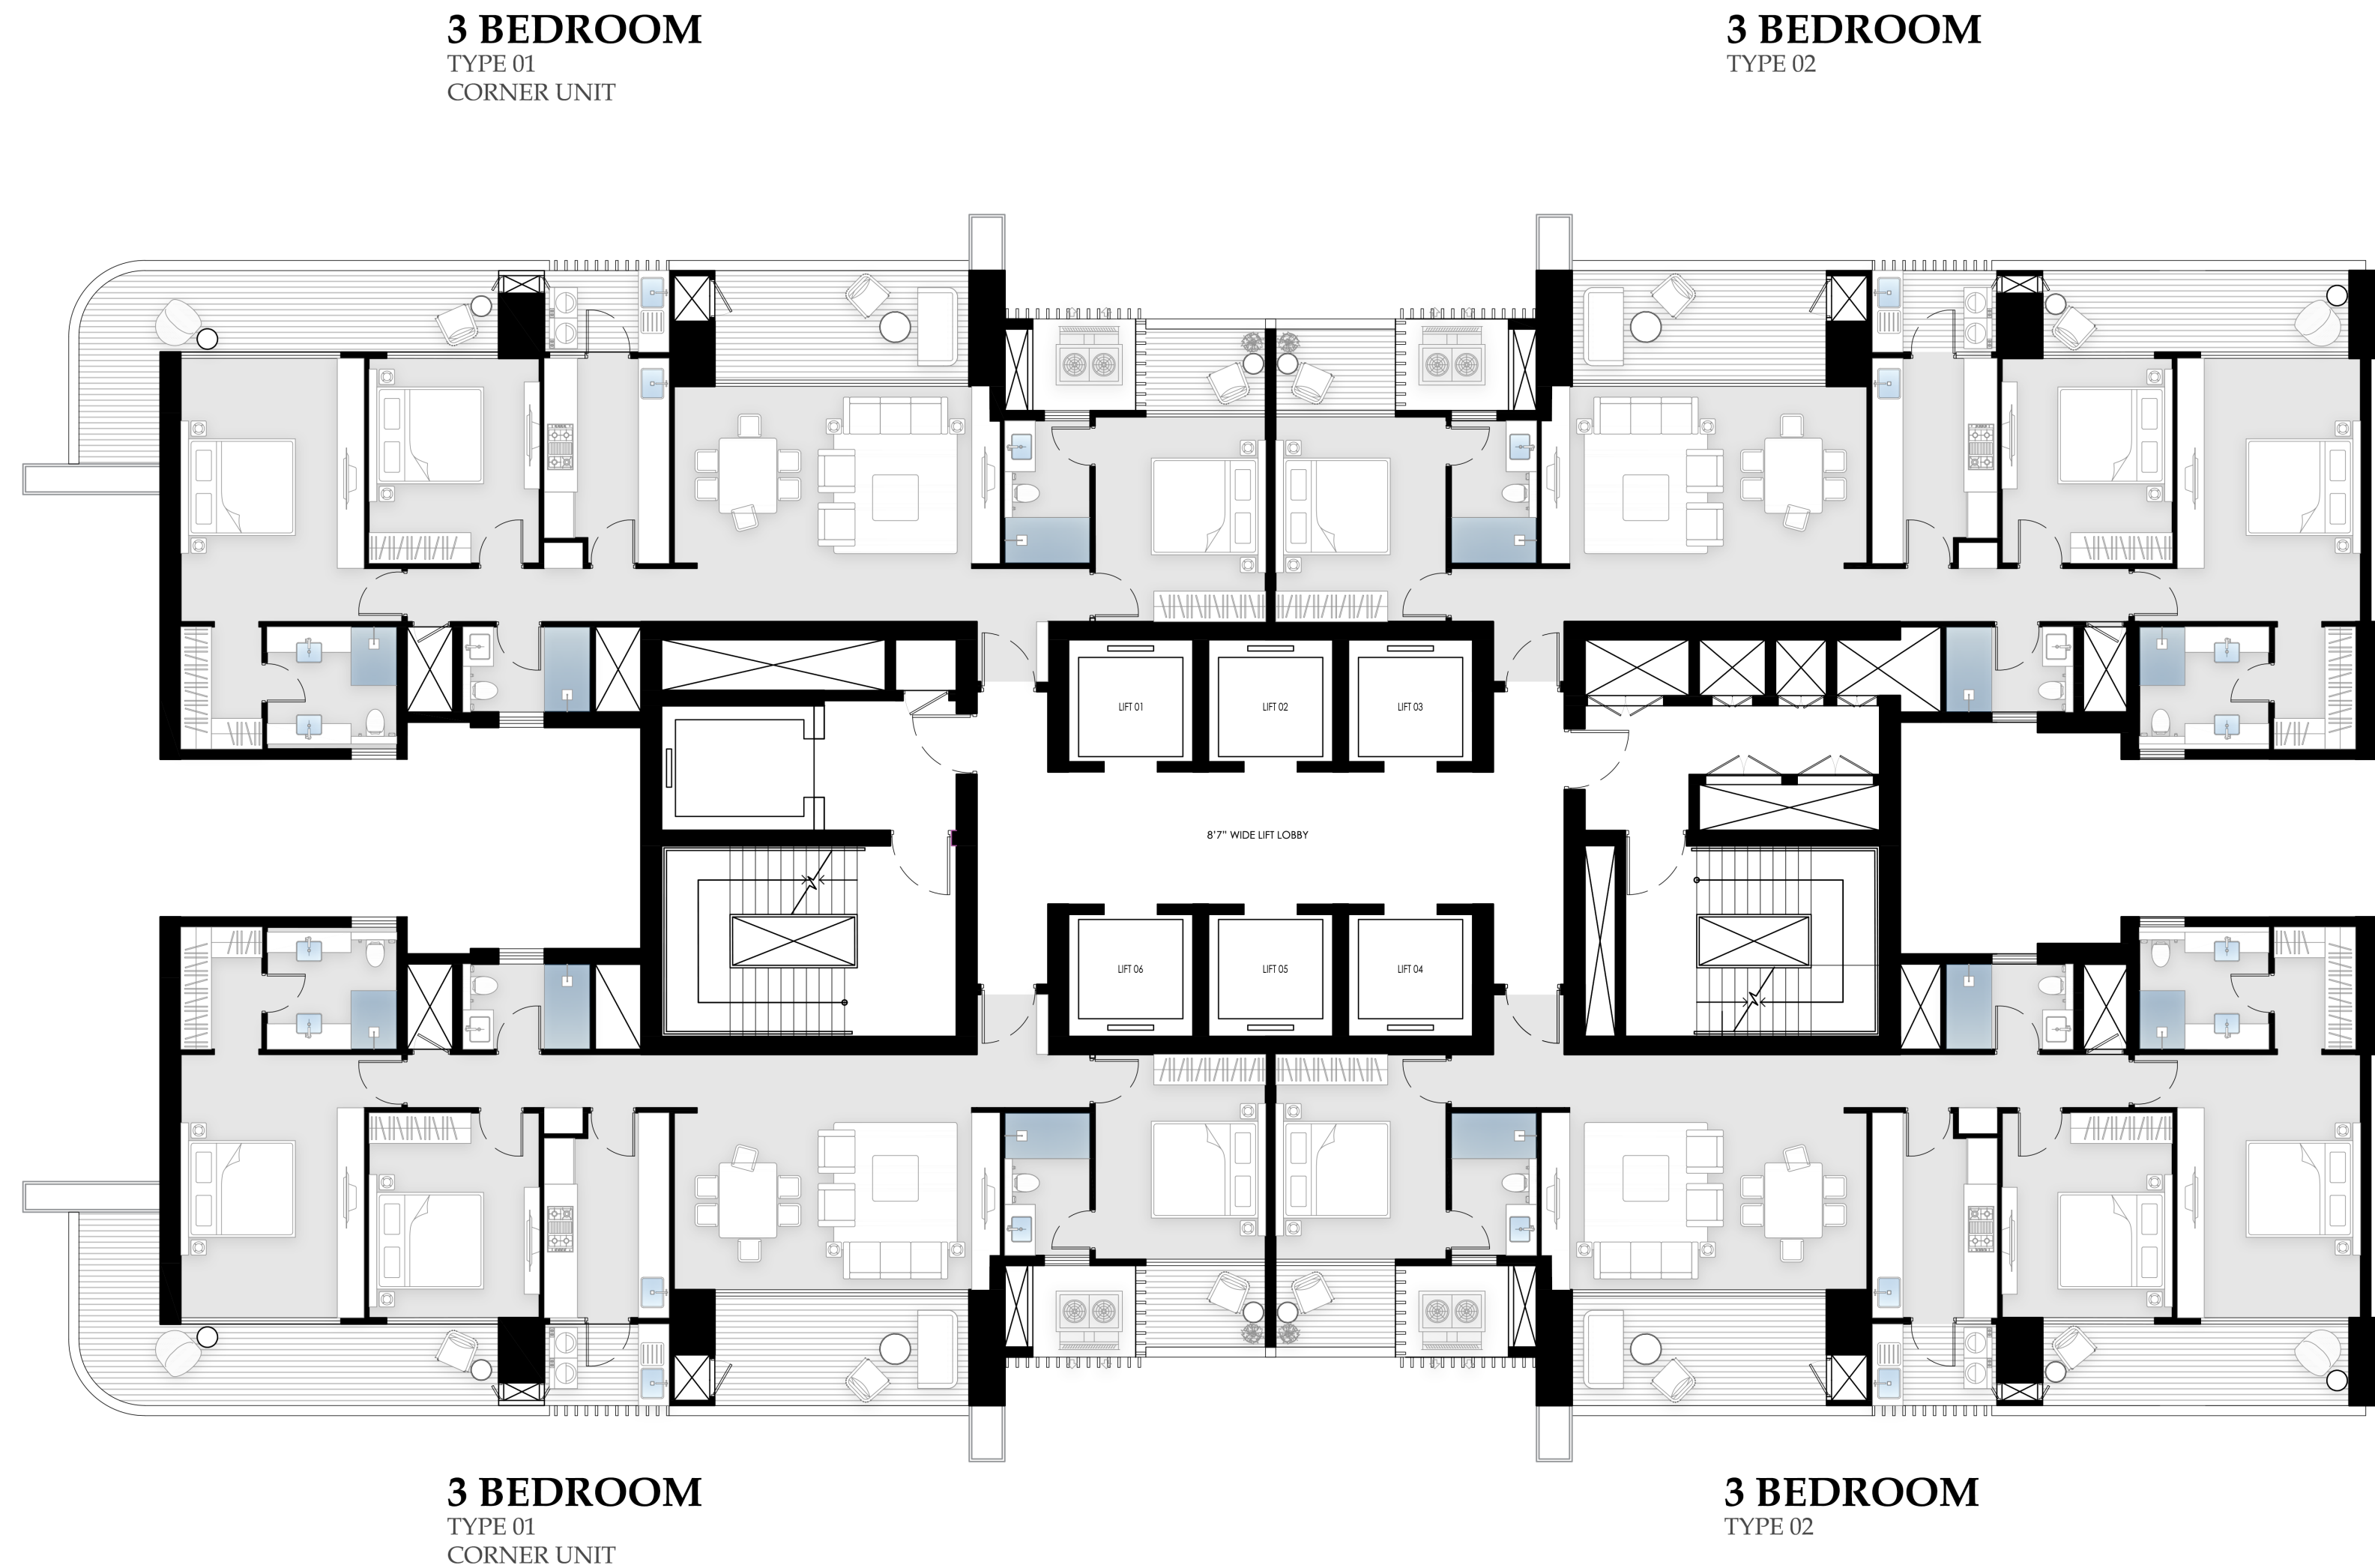 3 BEDROOM
TYPE 01
CORNER UNIT
3 BEDROOM
TYPE 02
LIFT 01
LIFT 02
LIFT 03
8'7" WIDE LIFT LOBBY
LIFT 06
LIFT 05
LIFT 04
3 BEDROOM
TYPE 01
CORNER UNIT
3 BEDROOM
TYPE 02